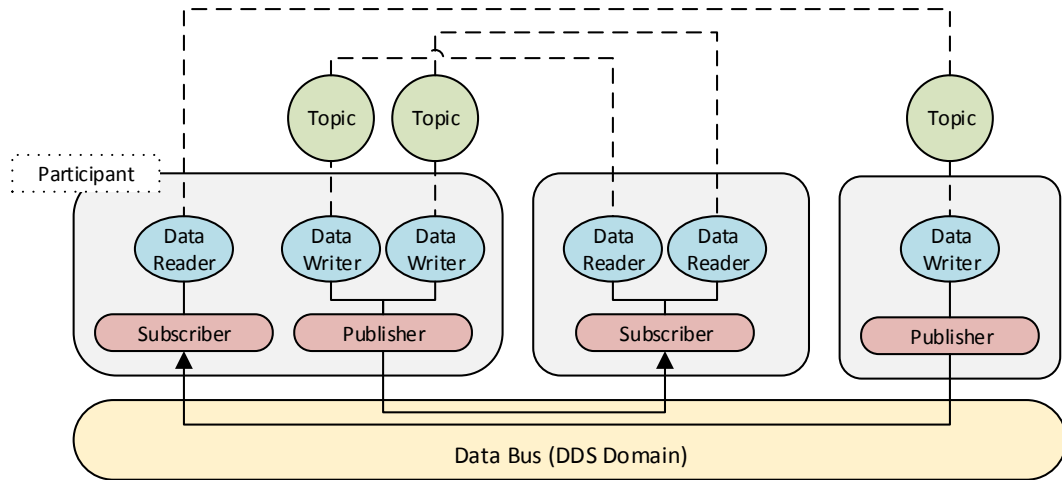 Topic
Topic
Topic
Participant
Data
Reader
Data
Writer
Data
Writer
Data
Reader
Data
Reader
Data
Writer
Subscriber
Publisher
Subscriber
Publisher
Data Bus (DDS Domain)